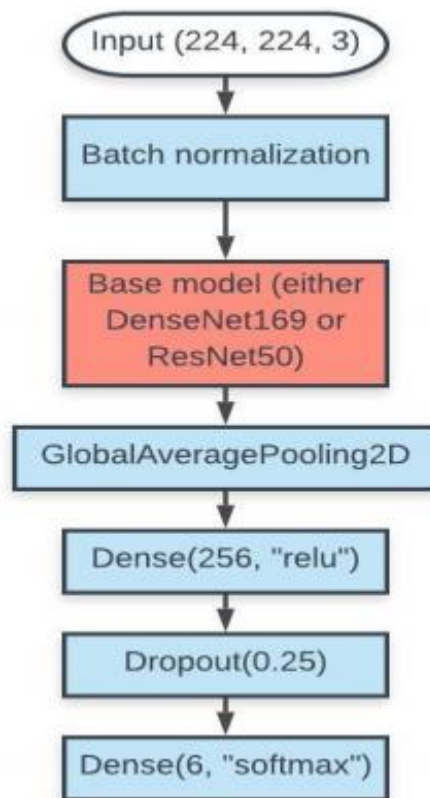 Input (224, 224, 3)
Batch normalization
Base model (either
DenseNet169 or
ResNet50)
GlobalAveragePooling2D
Dense(256, "relu")
Dropout(0.25)
Dense(6, "softmax")